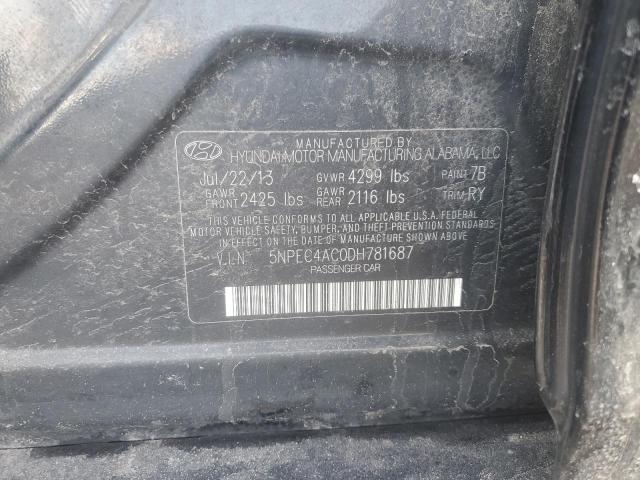 MANUFACTURED BY
HYUNDAI MOTOR MANUFACTURING ALABAMA, LLC
Jul/22/13 GVWR 4299 lbs PAINT 7B
GAWR FRONT 2425 lbs GAWR REAR 2116 lbs TRIM RY
THIS VEHICLE CONFORMS TO ALL APPLICABLE U.S.A. FEDERAL
MOTOR VEHICLE SAFETY, BUMPER, AND THEFT PREVENTION
STANDARDS IN EFFECT ON THE DATE OF MANUFACTURE
SHOWN ABOVE.
V.I.N 5NPEC4AC0DH781687
PASSENGER CAR